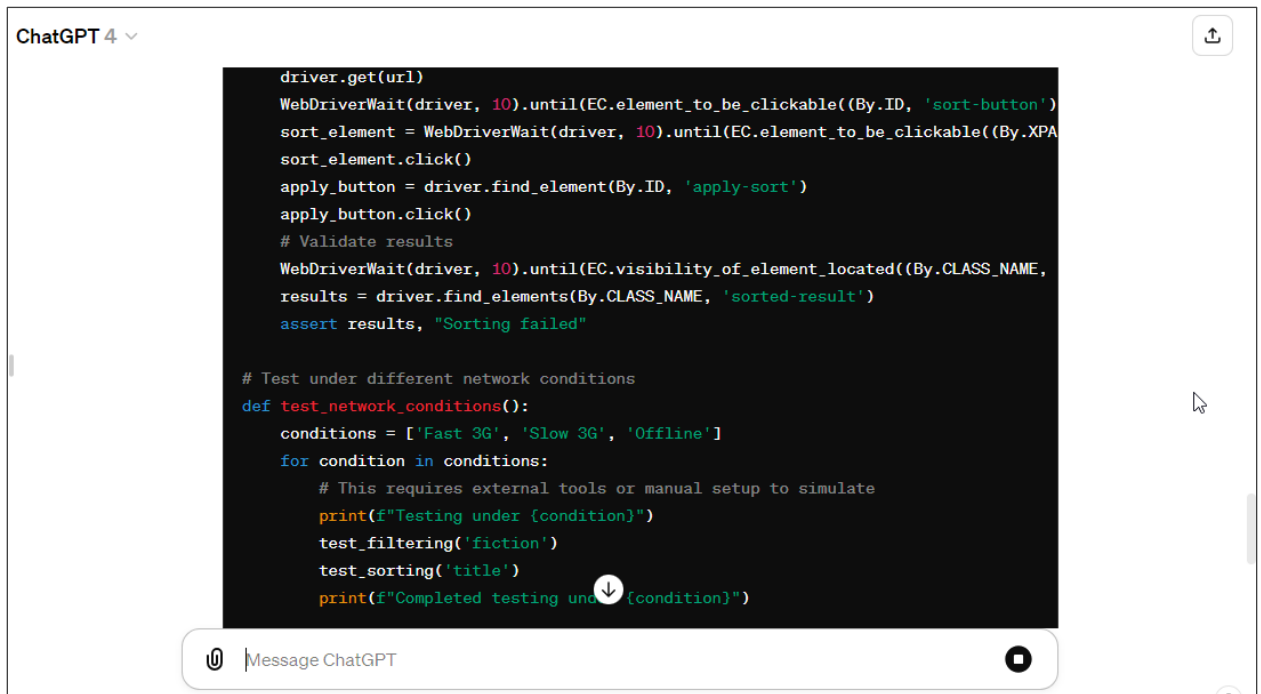 ChatGPT 4
driver.get(url)
WebDriverWait(driver, 10).until(EC.element_to_be_clickable((By.ID, 'sort-button')
sort_element = WebDriverWait(driver, 10).until(EC.element_to_be_clickable((By.XPA
sort_element.click()
apply_button = driver.find_element(By.ID, 'apply-sort')
apply_button.click()
# Validate results
WebDriverWait(driver, 10).until(EC.visibility_of_element_located((By.CLASS_NAME,
results = driver.find_elements(By.CLASS_NAME, 'sorted-result')
assert results, "Sorting failed"
# Test under different network conditions
def test_network_conditions():
conditions = ['Fast 3G', 'Slow 3G', 'Offline']
for condition in conditions:
# This requires external tools or manual setup to simulate
print(f"Testing under {condition}")
test_filtering('fiction')
test_sorting('title')
print(f"Completed testing und {condition}")
Message ChatGPT